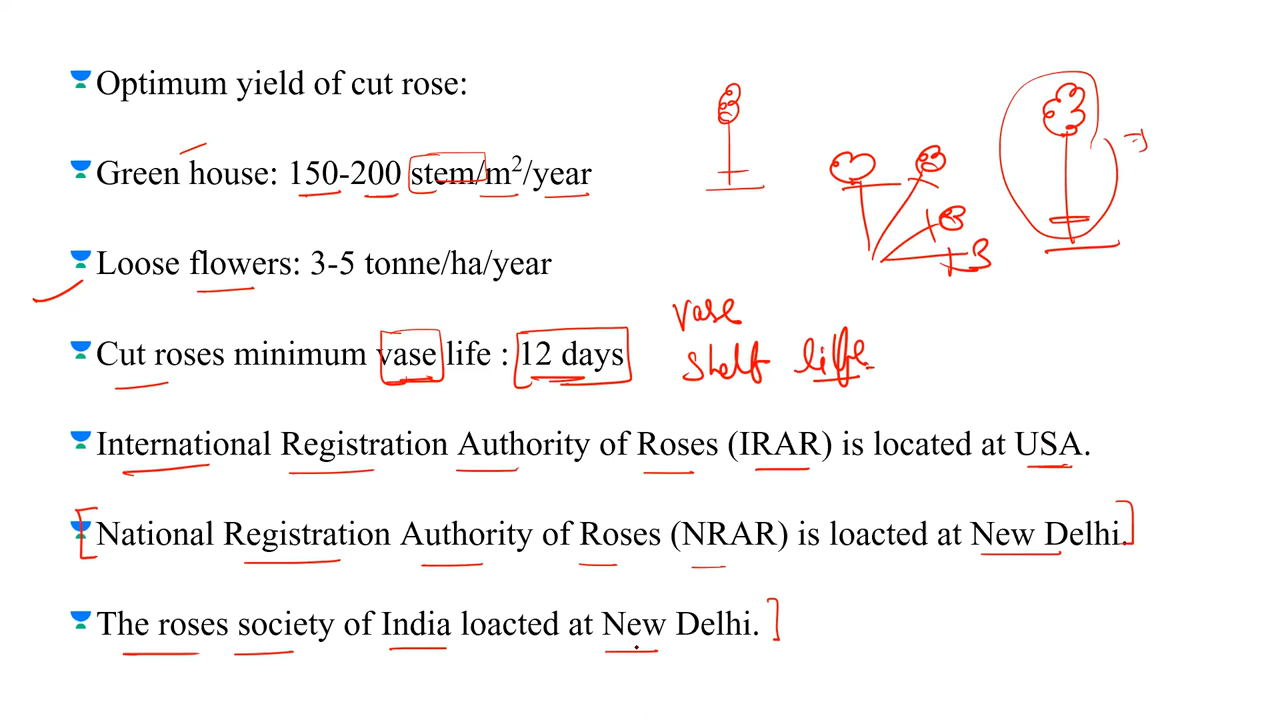 Optimum yield of cut rose:
Green house: 150-200 stem/m²/year
Loose flowers: 3-5 tonne/ha/year
vase
Cut roses minimum vase life : 12 days
shelf life
International Registration Authority of Roses (IRAR) is located at USA.
National Registration Authority of Roses (NRAR) is loacted at New Delhi.
The roses society of India loacted at New Delhi.